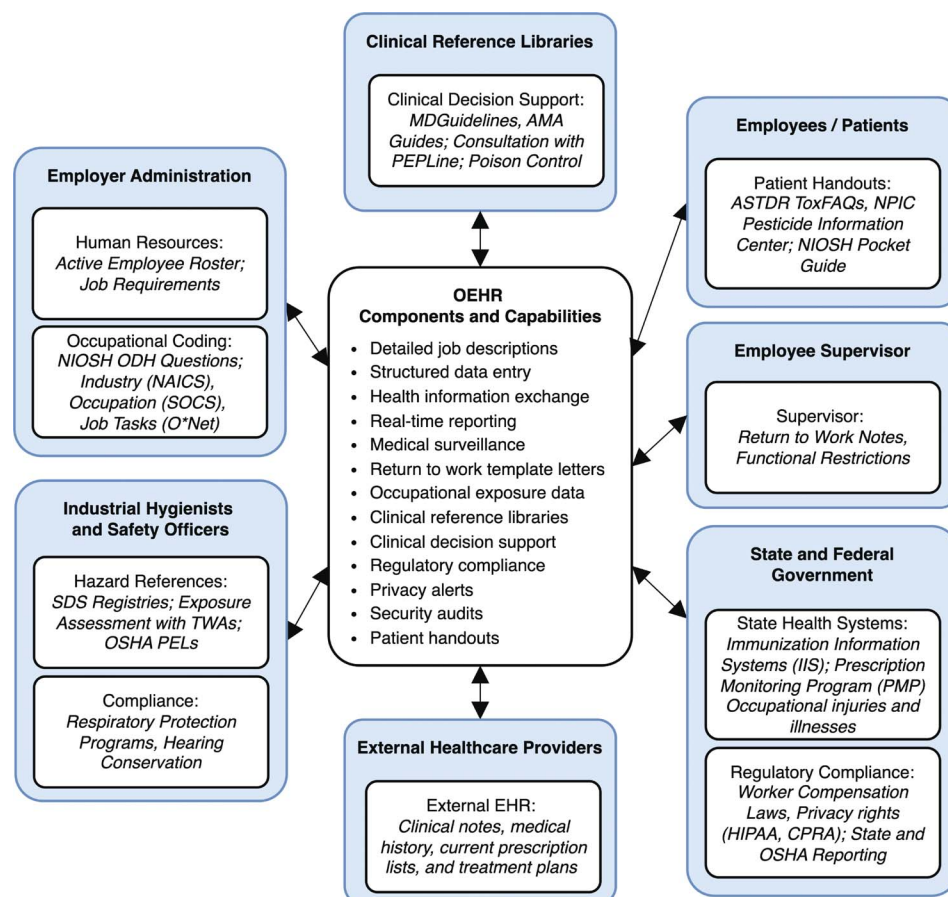 Clinical Reference Libraries
Clinical Decision Support:
MDGuidelines, AMA
Guides; Consultation with
PEPLine; Poison Control
Employer Administration
Human Resources:
Active Employee Roster;
Job Requirements
Occupational Coding:
NIOSH ODH Questions;
Industry (NAICS),
Occupation (SOCS),
Job Tasks (O*Net)
Industrial Hygienists
and Safety Officers
Hazard References:
SDS Registries; Exposure
Assessment with TWAs;
OSHA PELs
Compliance:
Respiratory Protection
Programs, Hearing
Conservation
OEHR
Components and Capabilities
• Detailed job descriptions
• Structured data entry
• Health information exchange
• Real-time reporting
• Medical surveillance
• Return to work template letters
• Occupational exposure data
• Clinical reference libraries
• Clinical decision support
• Regulatory compliance
• Privacy alerts
• Security audits
• Patient handouts
External Healthcare Providers
External EHR:
Clinical notes, medical
history, current prescription
lists, and treatment plans
Employees / Patients
Patient Handouts:
ASTDR ToxFAQs, NPIC
Pesticide Information
Center; NIOSH Pocket
Guide
Employee Supervisor
Supervisor:
Return to Work Notes,
Functional Restrictions
State and Federal
Government
State Health Systems:
Immunization Information
Systems (IIS); Prescription
Monitoring Program (PMP)
Occupational injuries and
illnesses
Regulatory Compliance:
Worker Compensation
Laws, Privacy rights
(HIPAA, CPRA); State and
OSHA Reporting